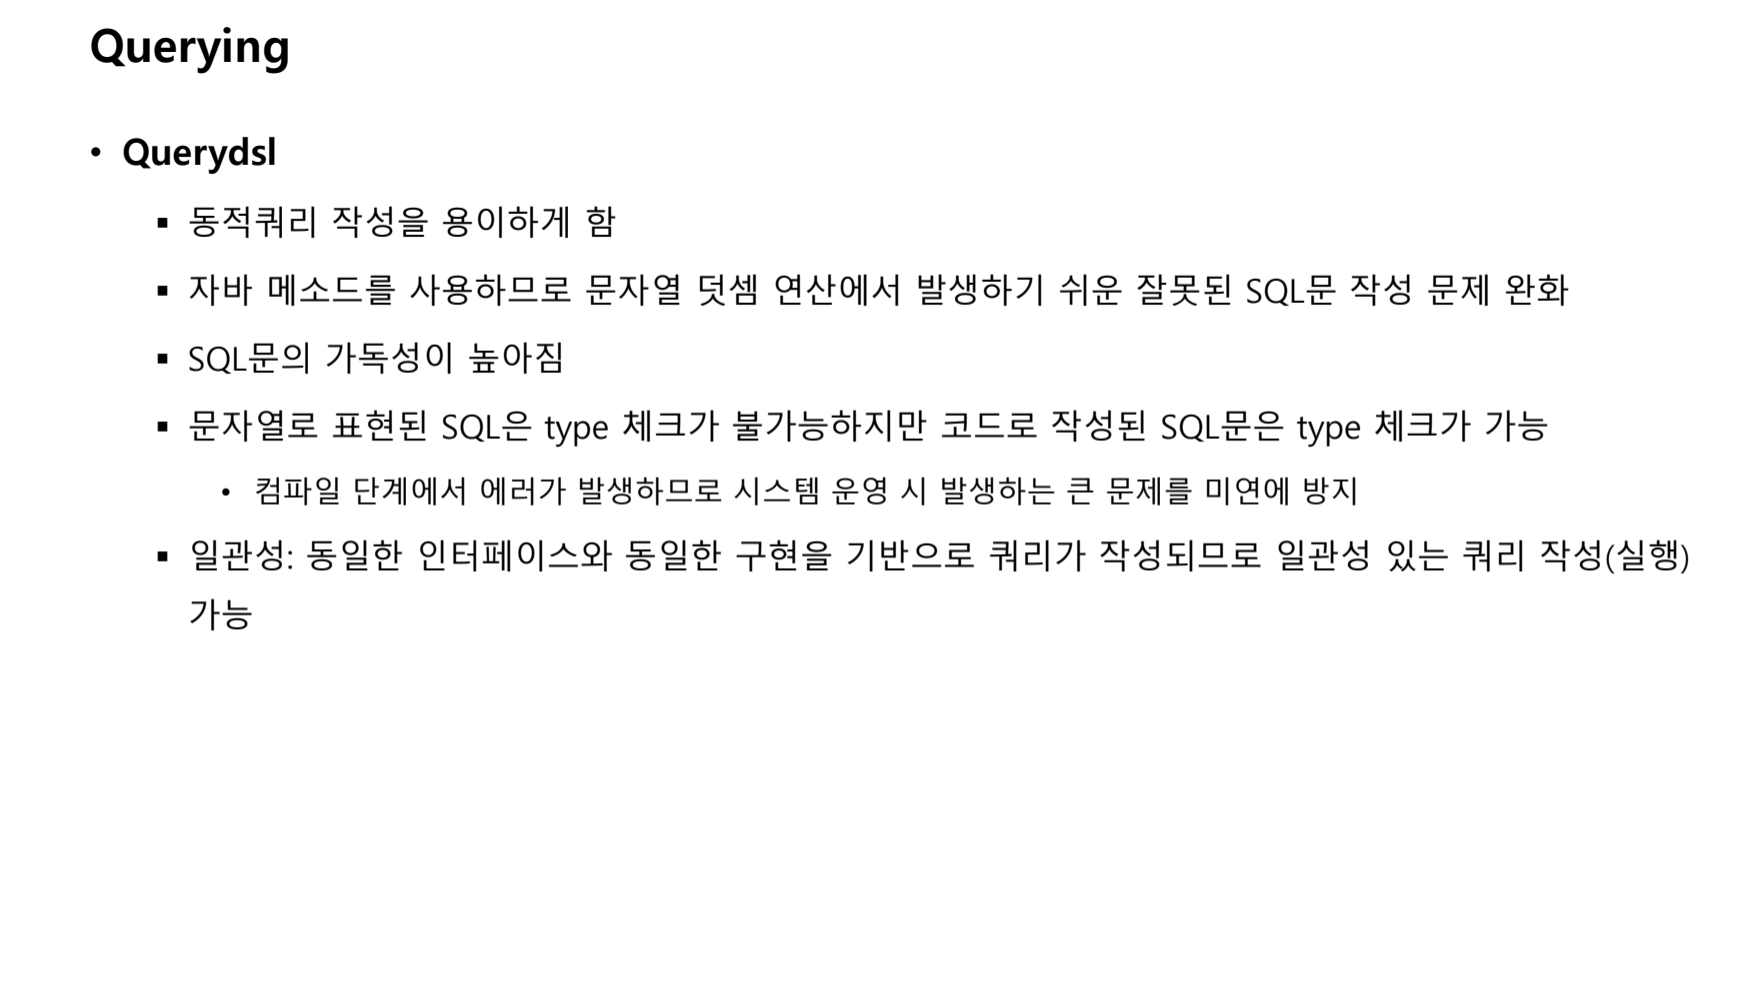 Querying
• Querydsl
▪ 동적쿼리 작성을 용이하게 함
▪ 자바 메소드를 사용하므로 문자열 덧셈 연산에서 발생하기 쉬운 잘못된 SQL문 작성 문제 완화
▪ SQL문의 가독성이 높아짐
▪ 문자열로 표현된 SQL은 type 체크가 불가능하지만 코드로 작성된 SQL문은 type 체크가 가능
• 컴파일 단계에서 에러가 발생하므로 시스템 운영 시 발생하는 큰 문제를 미연에 방지
▪ 일관성: 동일한 인터페이스와 동일한 구현을 기반으로 쿼리가 작성되므로 일관성 있는 쿼리 작성(실행)
가능